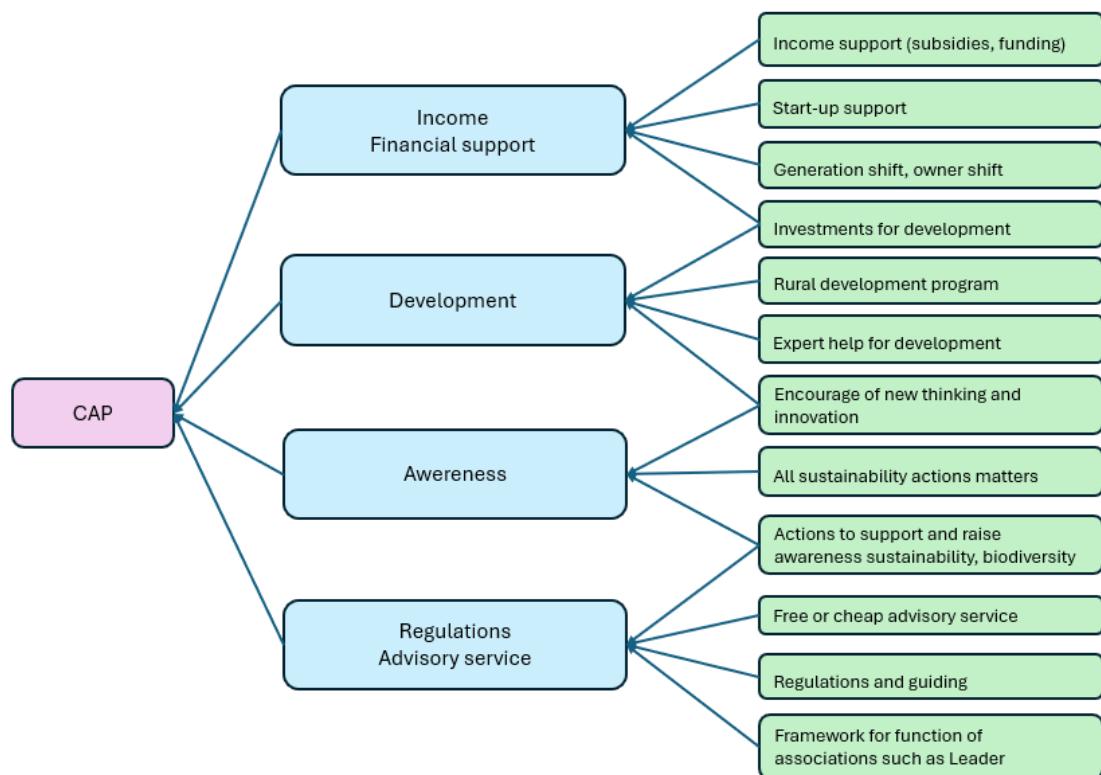 CAP
Income
Financial support
Development
Awereness
Regulations
Advisory service
Income support (subsidies, funding)
Start-up support
Generation shift, owner shift
Investments for development
Rural development program
Expert help for development
Encourage of new thinking and
innovation
All sustainability actions matters
Actions to support and raise
awareness sustainability, biodiversity
Free or cheap advisory service
Regulations and guiding
Framework for function of
associations such as Leader